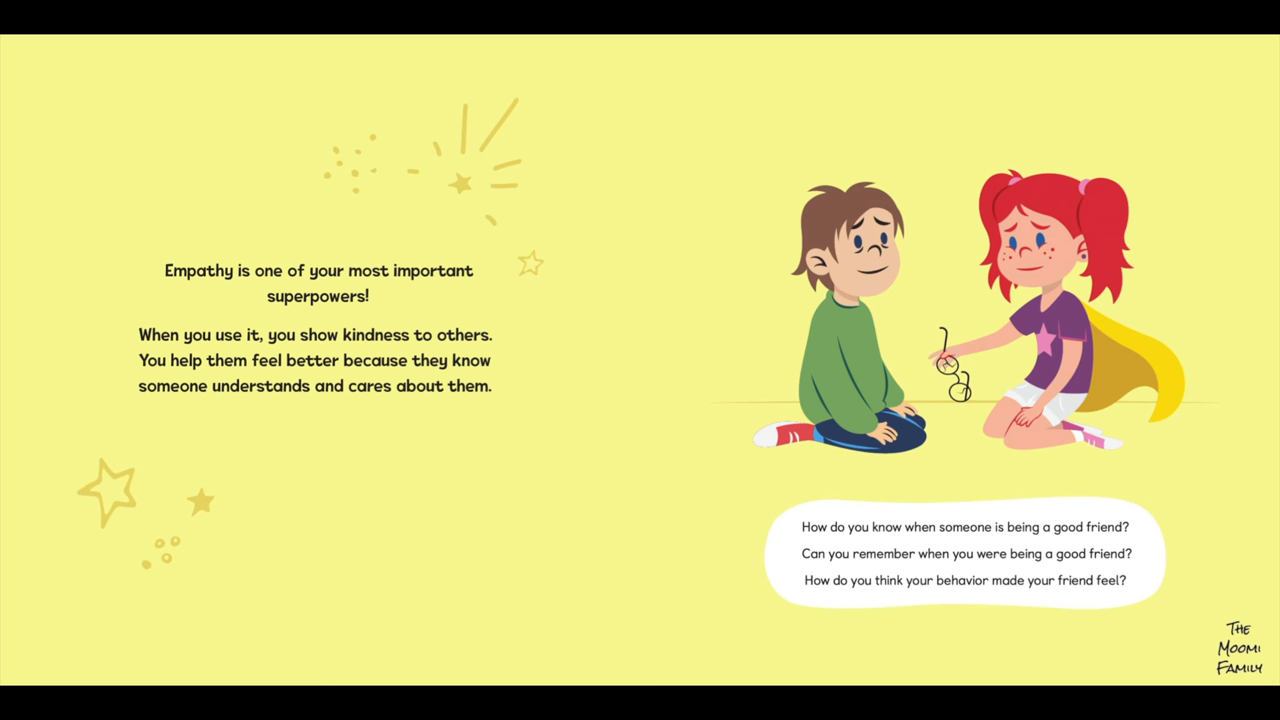 Empathy is one of your most important
superpowers!
When you use it, you show kindness to others.
You help them feel better because they know
someone understands and cares about them.
How do you know when someone is being a good friend?
Can you remember when you were being a good friend?
How do you think your behavior made your friend feel?
THE
MOOMI
FAMILY